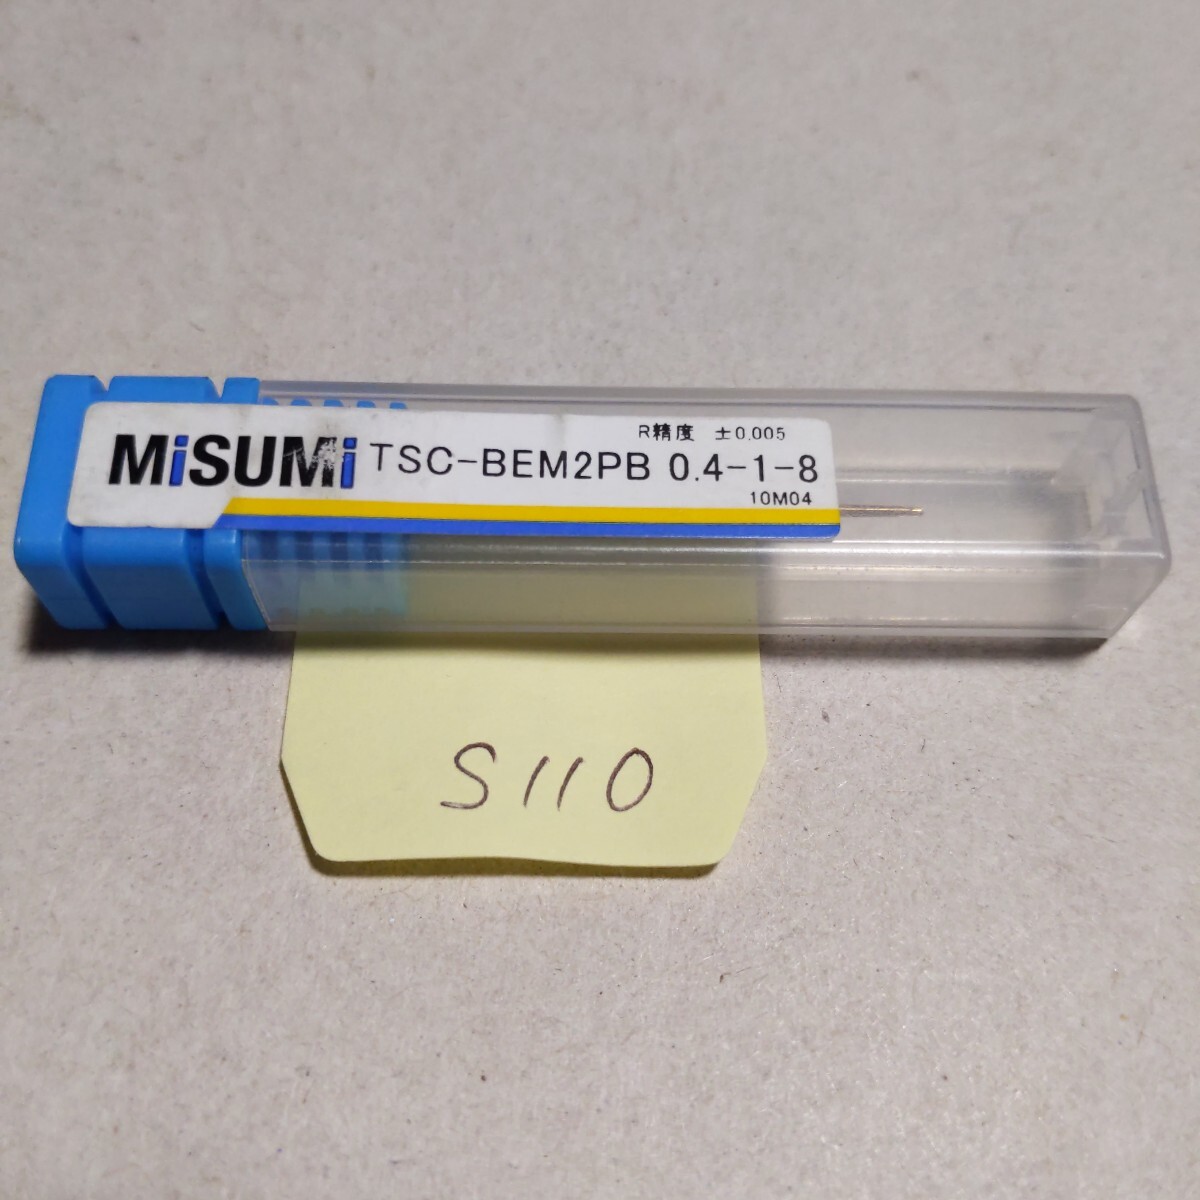 R精度 ±0.005
MiSUMi TSC-BEM2PB 0.4-1-8
10M04
S110